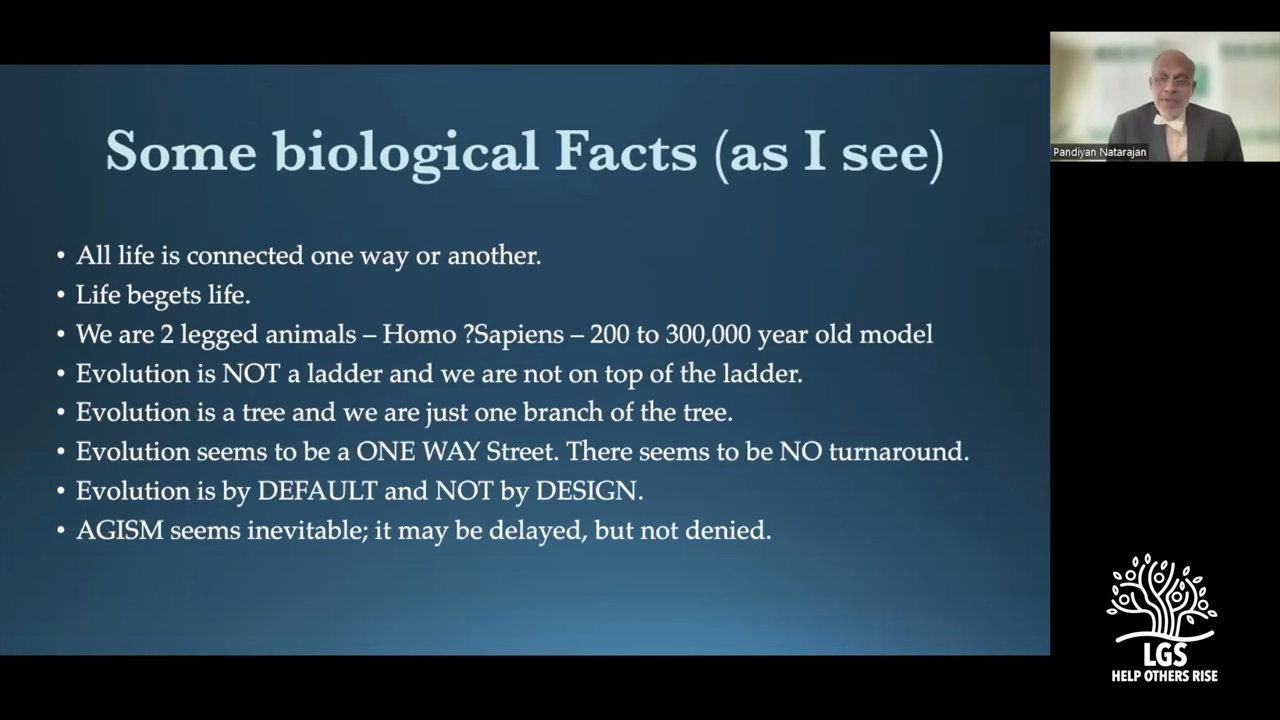 Some biological Facts (as I see)
• All life is connected one way or another.
• Life begets life.
• We are 2 legged animals – Homo ?Sapiens – 200 to 300,000 year old model
• Evolution is NOT a ladder and we are not on top of the ladder.
• Evolution is a tree and we are just one branch of the tree.
• Evolution seems to be a ONE WAY Street. There seems to be NO turnaround.
• Evolution is by DEFAULT and NOT by DESIGN.
• AGISM seems inevitable; it may be delayed, but not denied.
Pandiyan Natarajan
LGS
HELP OTHERS RISE